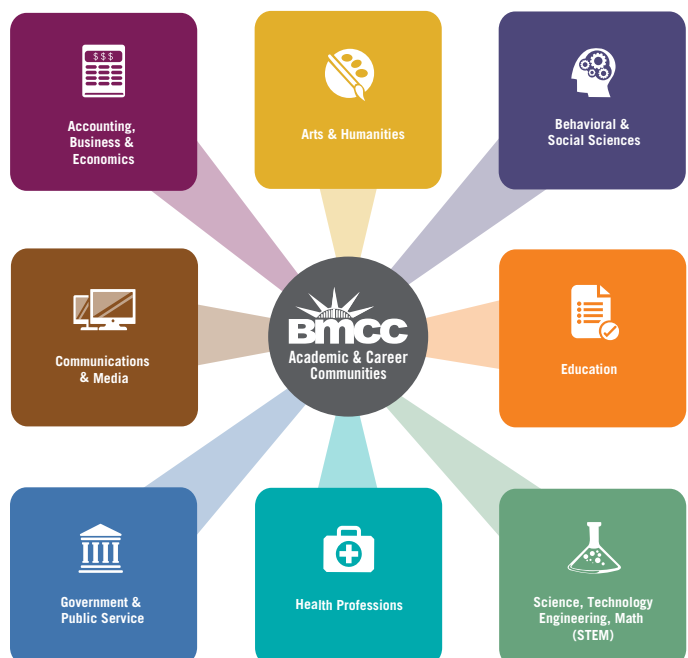 $ $ $
Accounting,
Business &
Economics
Arts & Humanities
Behavioral &
Social Sciences
Communications
& Media
BMCC
Academic & Career
Communities
Education
Government &
Public Service
Health Professions
Science, Technology
Engineering, Math
(STEM)